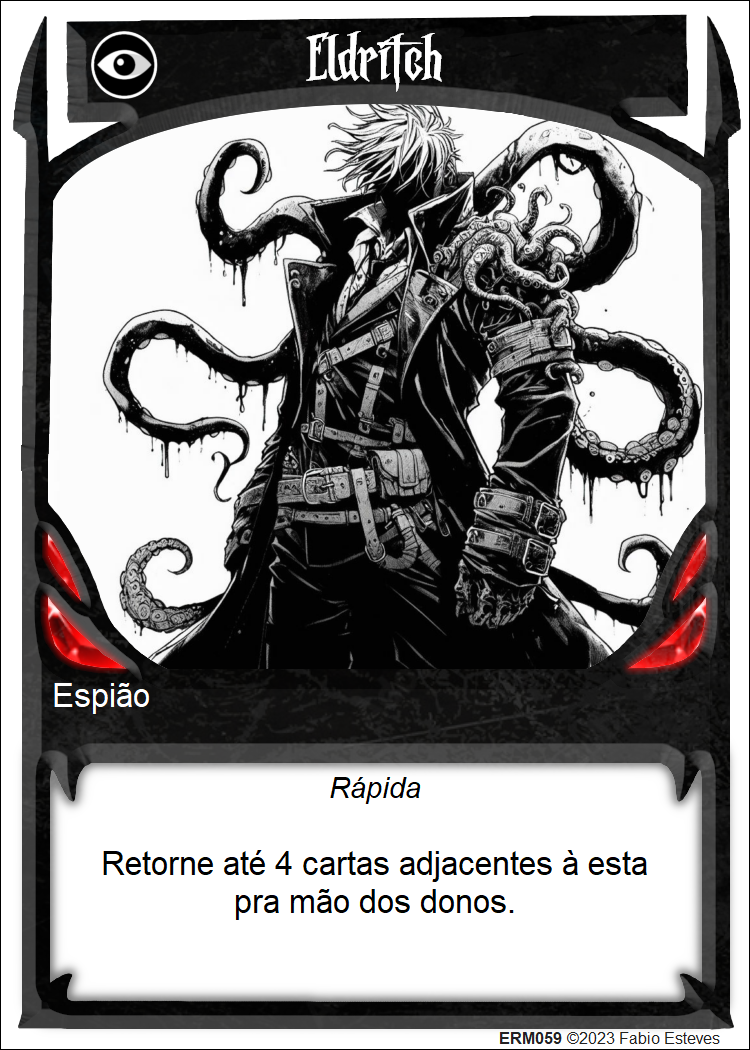 Eldritch
Espião
Rápida
Retorne até 4 cartas adjacentes à esta
pra mão dos donos.
ERM059 ©2023 Fabio Esteves